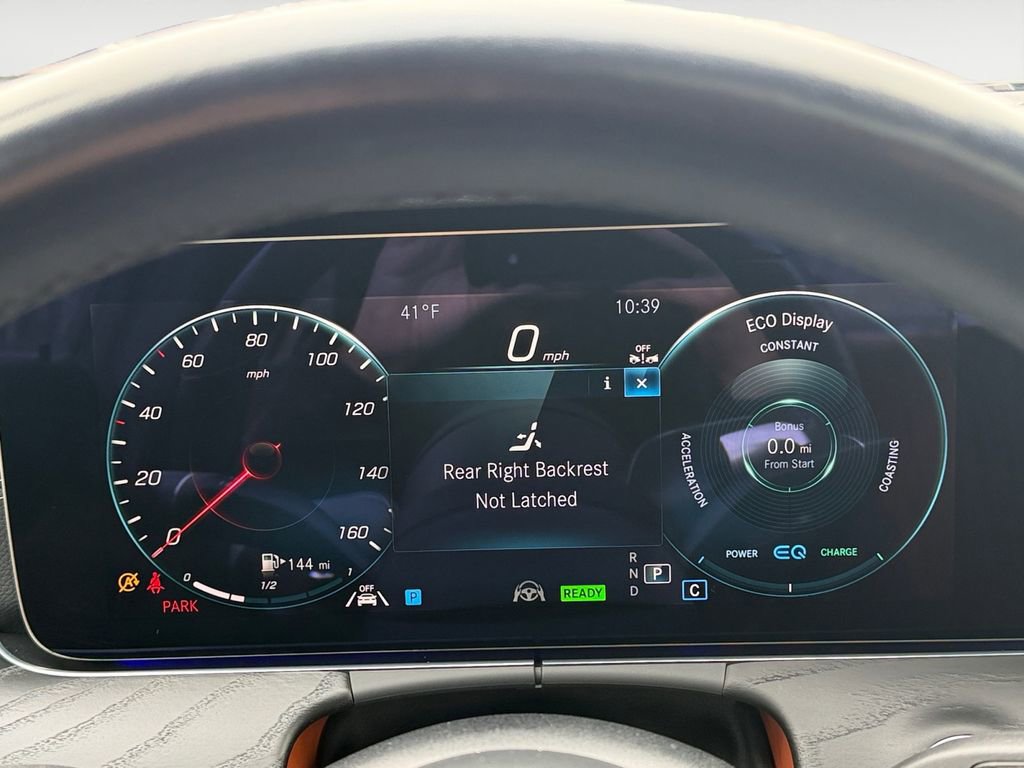 41°F
10:39
0 mph
OFF
i ×
Rear Right Backrest
Not Latched
80
60
100
mph
40
120
20
140
0
160
144 mi
0
1/2
1
PARK
OFF
P
READY
R
N P
D
C
ECO Display
CONSTANT
ACCELERATION
COASTING
Bonus
0.0 mi
From Start
POWER EQ CHARGE